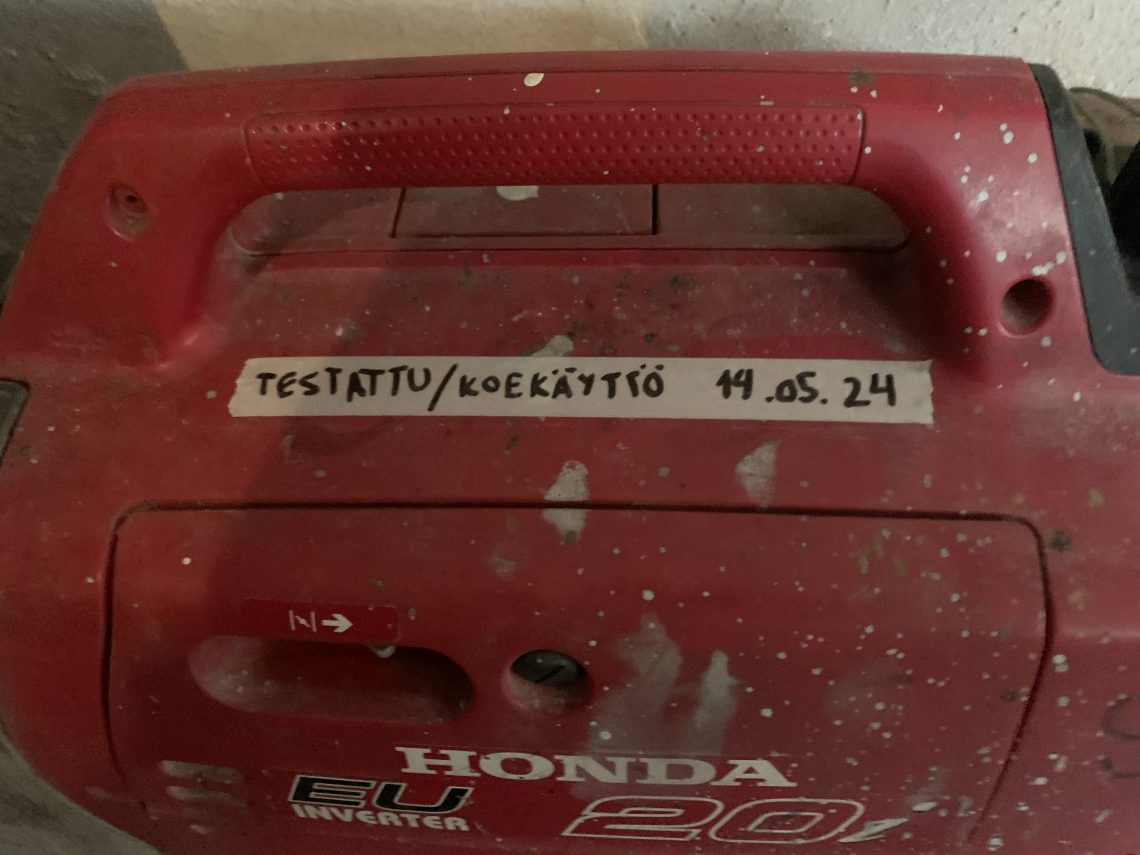 TESTATTU/KOEKÄYTTÖ 14.05.24
HONDA
EU 20i
INVERTER